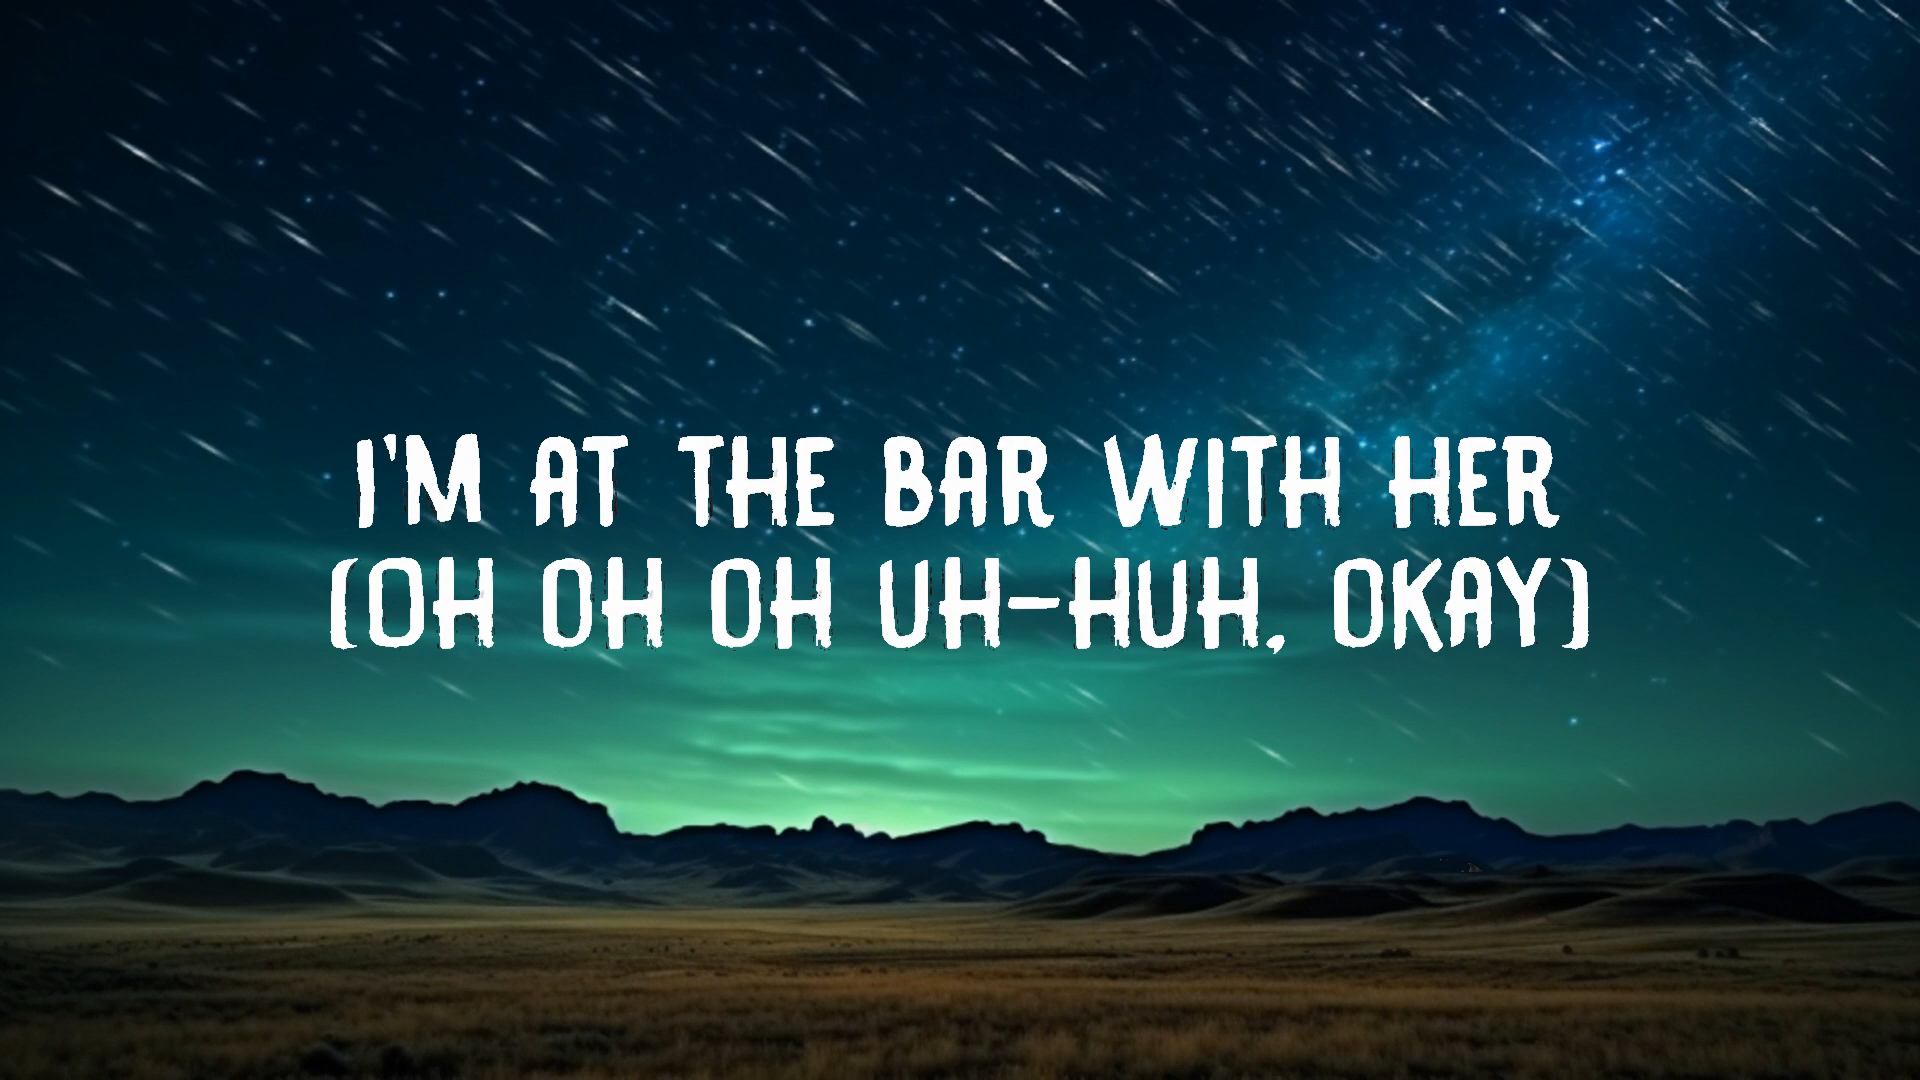 I'M AT THE BAR WITH HER
(OH OH OH UH-HUH, OKAY)